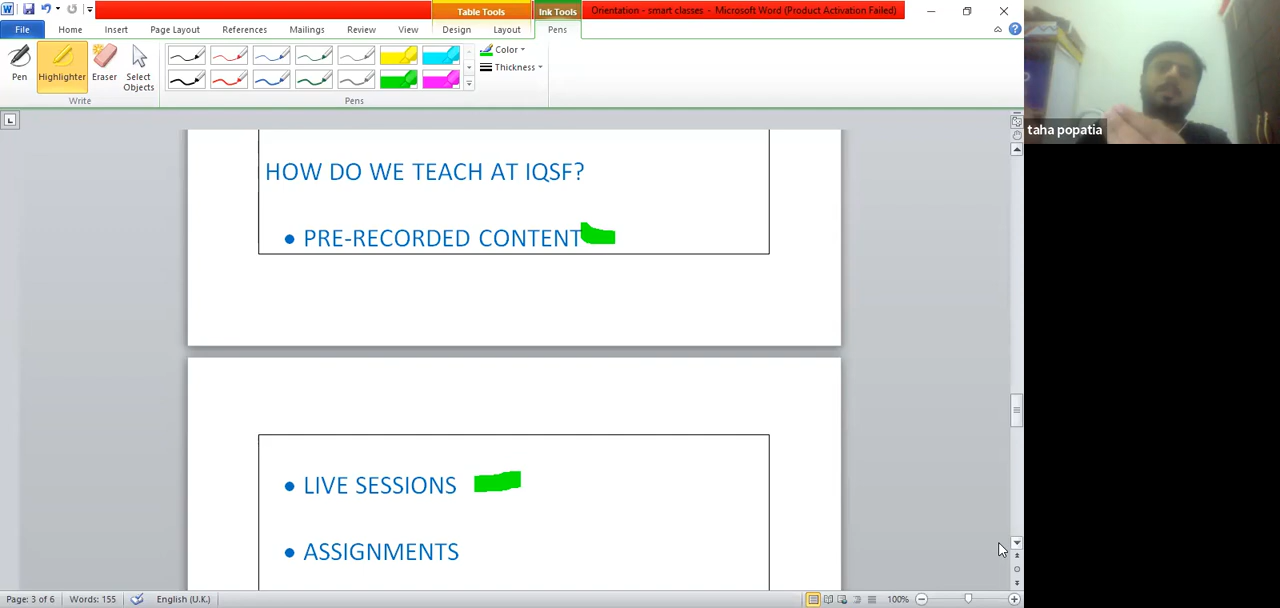 Table Tools
Ink Tools
Orientation - smart classes - Microsoft Word (Product Activation Failed)
File
Home
Insert
Page Layout
References
Mailings
Review
View
Design
Layout
Pens
Pen
Highlighter
Eraser
Select Objects
Color
Thickness
Write
Pens
taha popatia
HOW DO WE TEACH AT IQSF?
• PRE-RECORDED CONTENT
• LIVE SESSIONS
• ASSIGNMENTS
Page: 3 of 6
Words: 155
English (U.K.)
100%